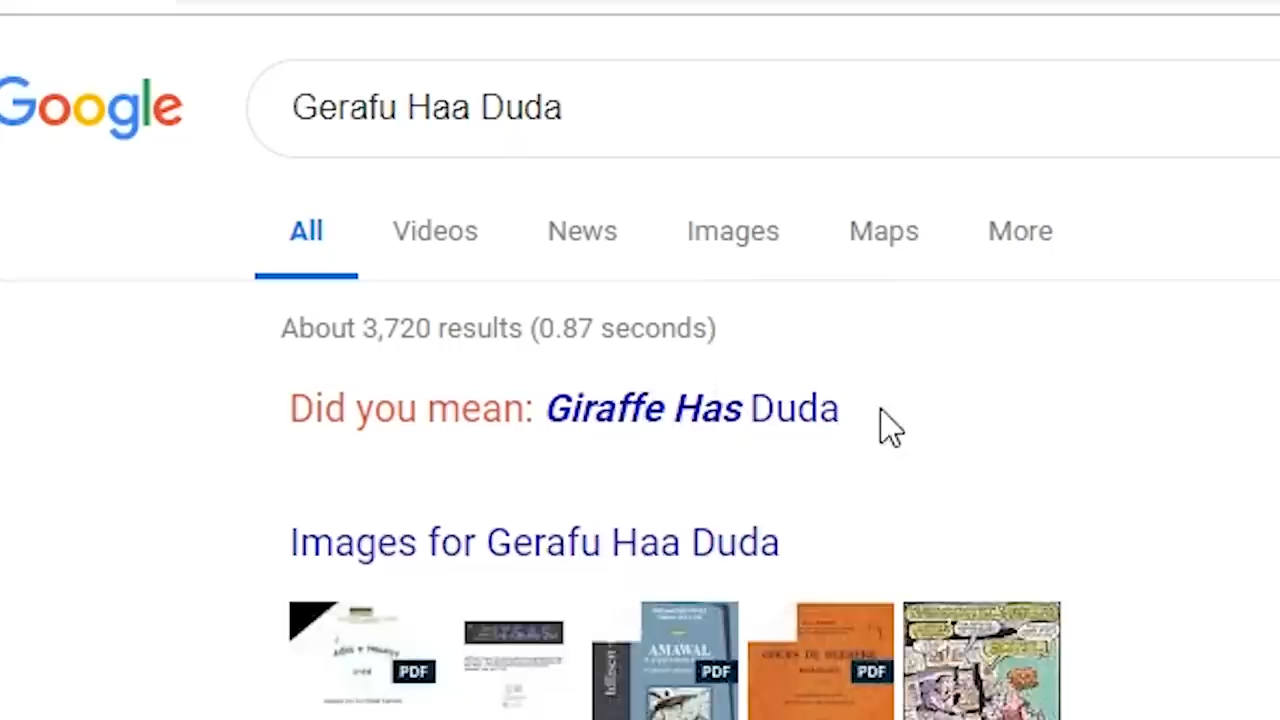 Google
Gerafu Haa Duda
All Videos News Images Maps More
About 3,720 results (0.87 seconds)
Did you mean: Giraffe Has Duda
Images for Gerafu Haa Duda
PDF PDF PDF
AMAWAL